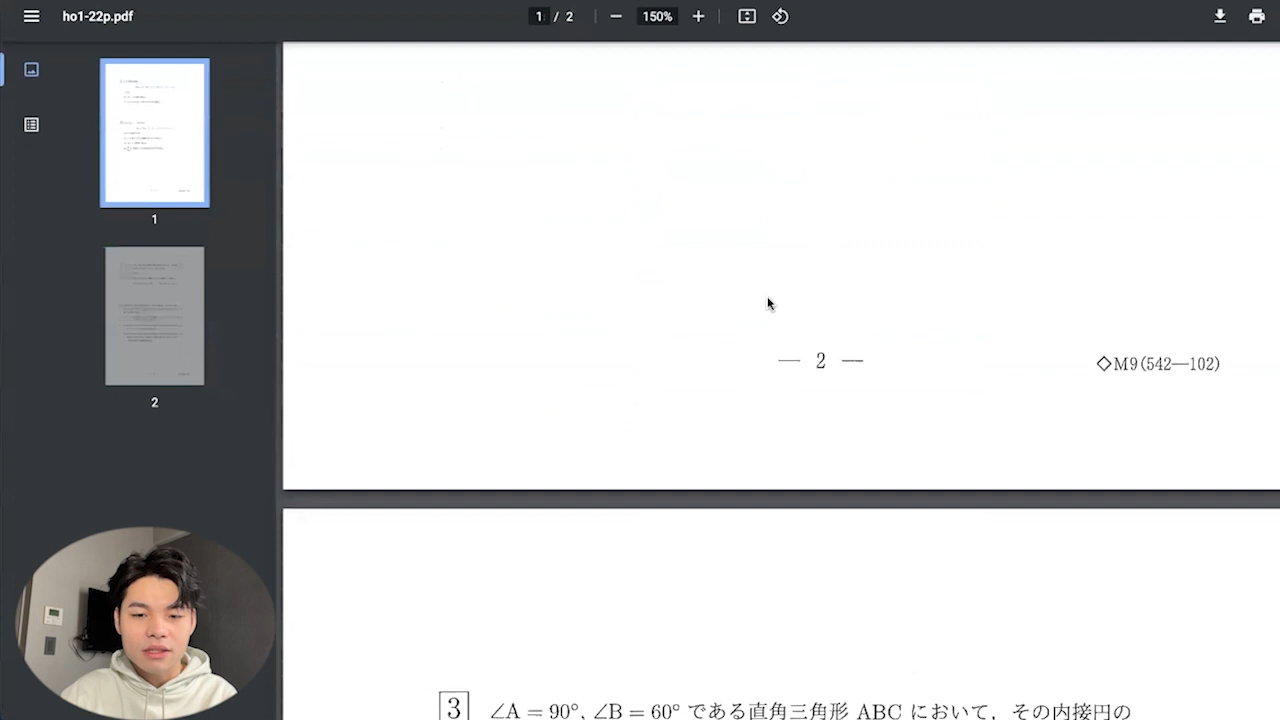 ho1-22p.pdf
1 / 2
150%
1
2
— 2 —
◇M9(542—102)
3 ∠A = 90°, ∠B = 60° である直角三角形 ABC において，その内接円の